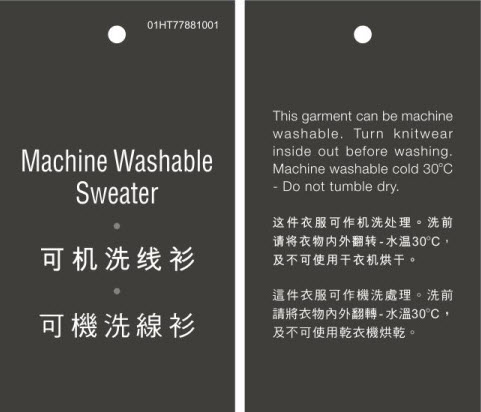 01HT77881001
Machine Washable
Sweater
可机洗线衫
可機洗線衫
This garment can be machine
washable. Turn knitwear
inside out before washing.
Machine washable cold 30°C
- Do not tumble dry.
这件衣服可作机洗处理。洗前
请将衣物内外翻转-水温30°C，
及不可使用干衣机烘干。
這件衣服可作機洗處理。洗前
請將衣物內外翻轉-水溫30°C，
及不可使用乾衣機烘乾。